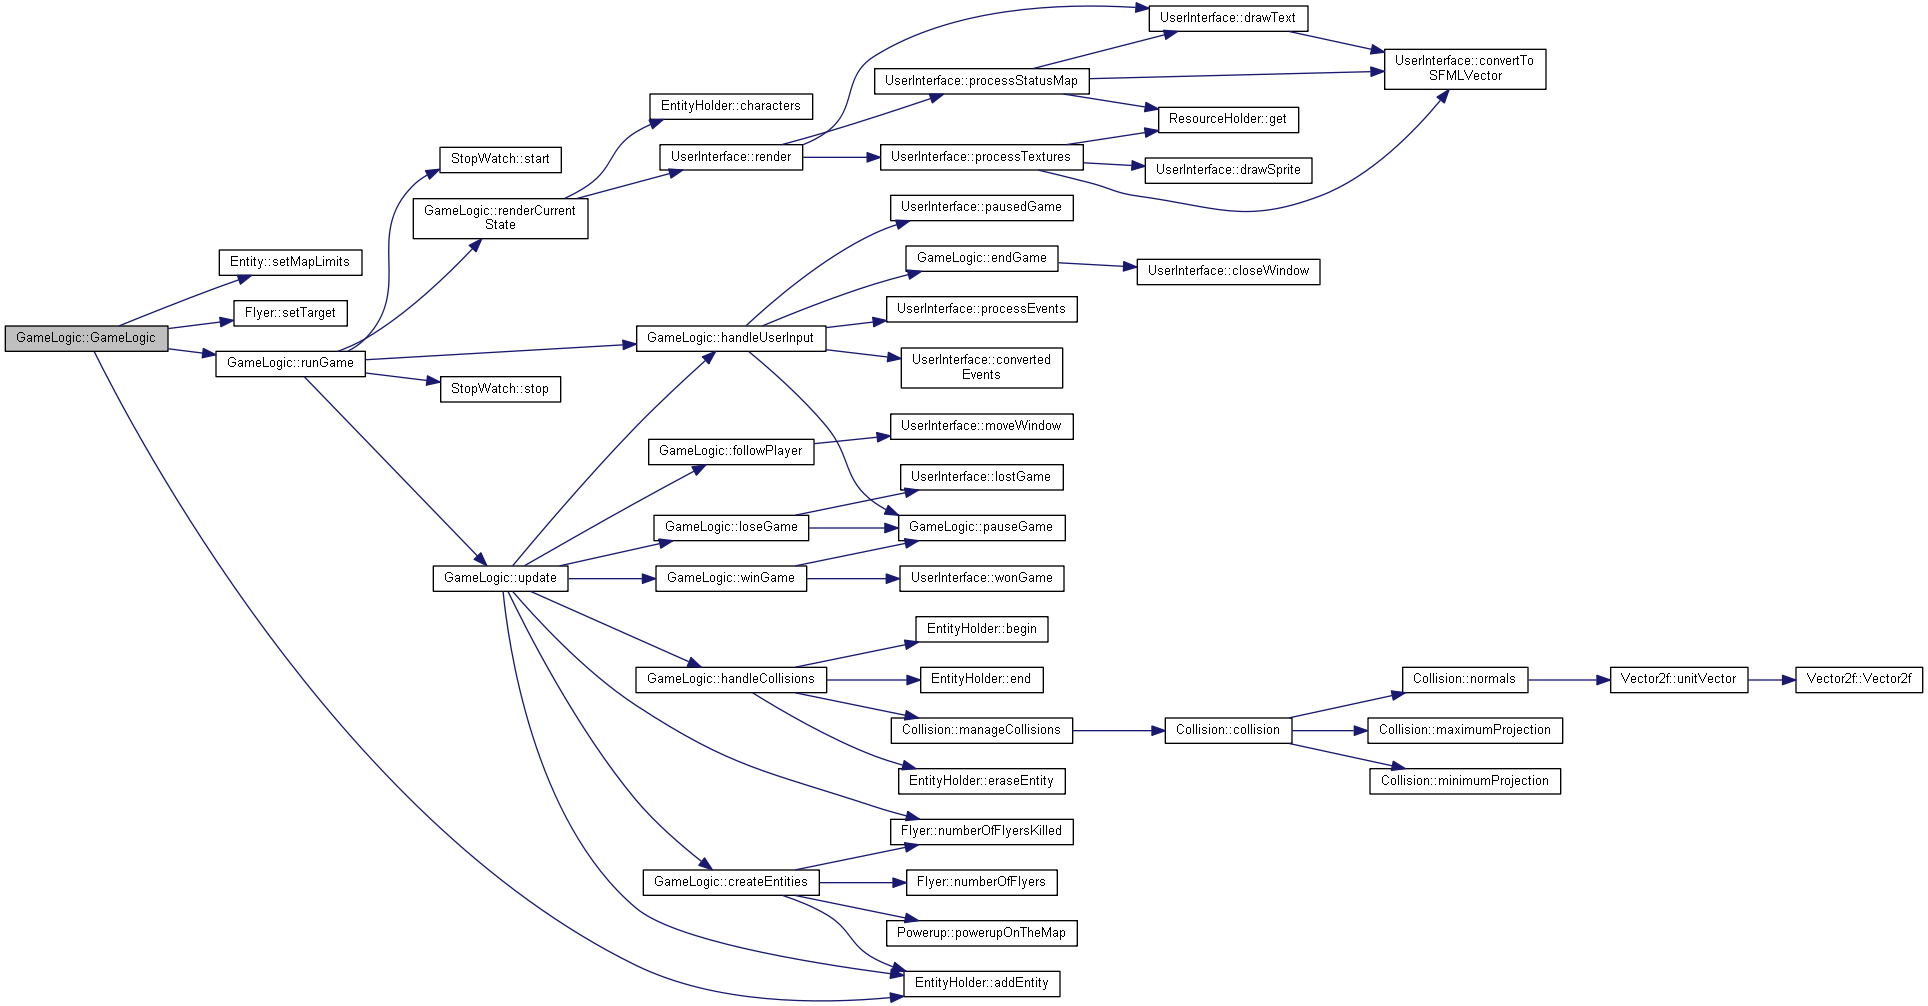 UserInterface::drawText
UserInterface::convertTo
SFMLVector
UserInterface::processStatusMap
EntityHolder::characters
ResourceHolder::get
StopWatch::start
UserInterface::render
UserInterface::processTextures
UserInterface::drawSprite
GameLogic::renderCurrent
State
UserInterface::pausedGame
Entity::setMapLimits
GameLogic::endGame
UserInterface::closeWindow
Flyer::setTarget
UserInterface::processEvents
GameLogic::GameLogic
GameLogic::handleUserInput
GameLogic::runGame
UserInterface::converted
Events
StopWatch::stop
UserInterface::moveWindow
GameLogic::followPlayer
UserInterface::lostGame
GameLogic::loseGame
GameLogic::pauseGame
GameLogic::update
GameLogic::winGame
UserInterface::wonGame
EntityHolder::begin
GameLogic::handleCollisions
EntityHolder::end
Collision::normals
Vector2f::unitVector
Vector2f::Vector2f
Collision::manageCollisions
Collision::collision
Collision::maximumProjection
EntityHolder::eraseEntity
Collision::minimumProjection
Flyer::numberOfFlyersKilled
GameLogic::createEntities
Flyer::numberOfFlyers
Powerup::powerupOnTheMap
EntityHolder::addEntity